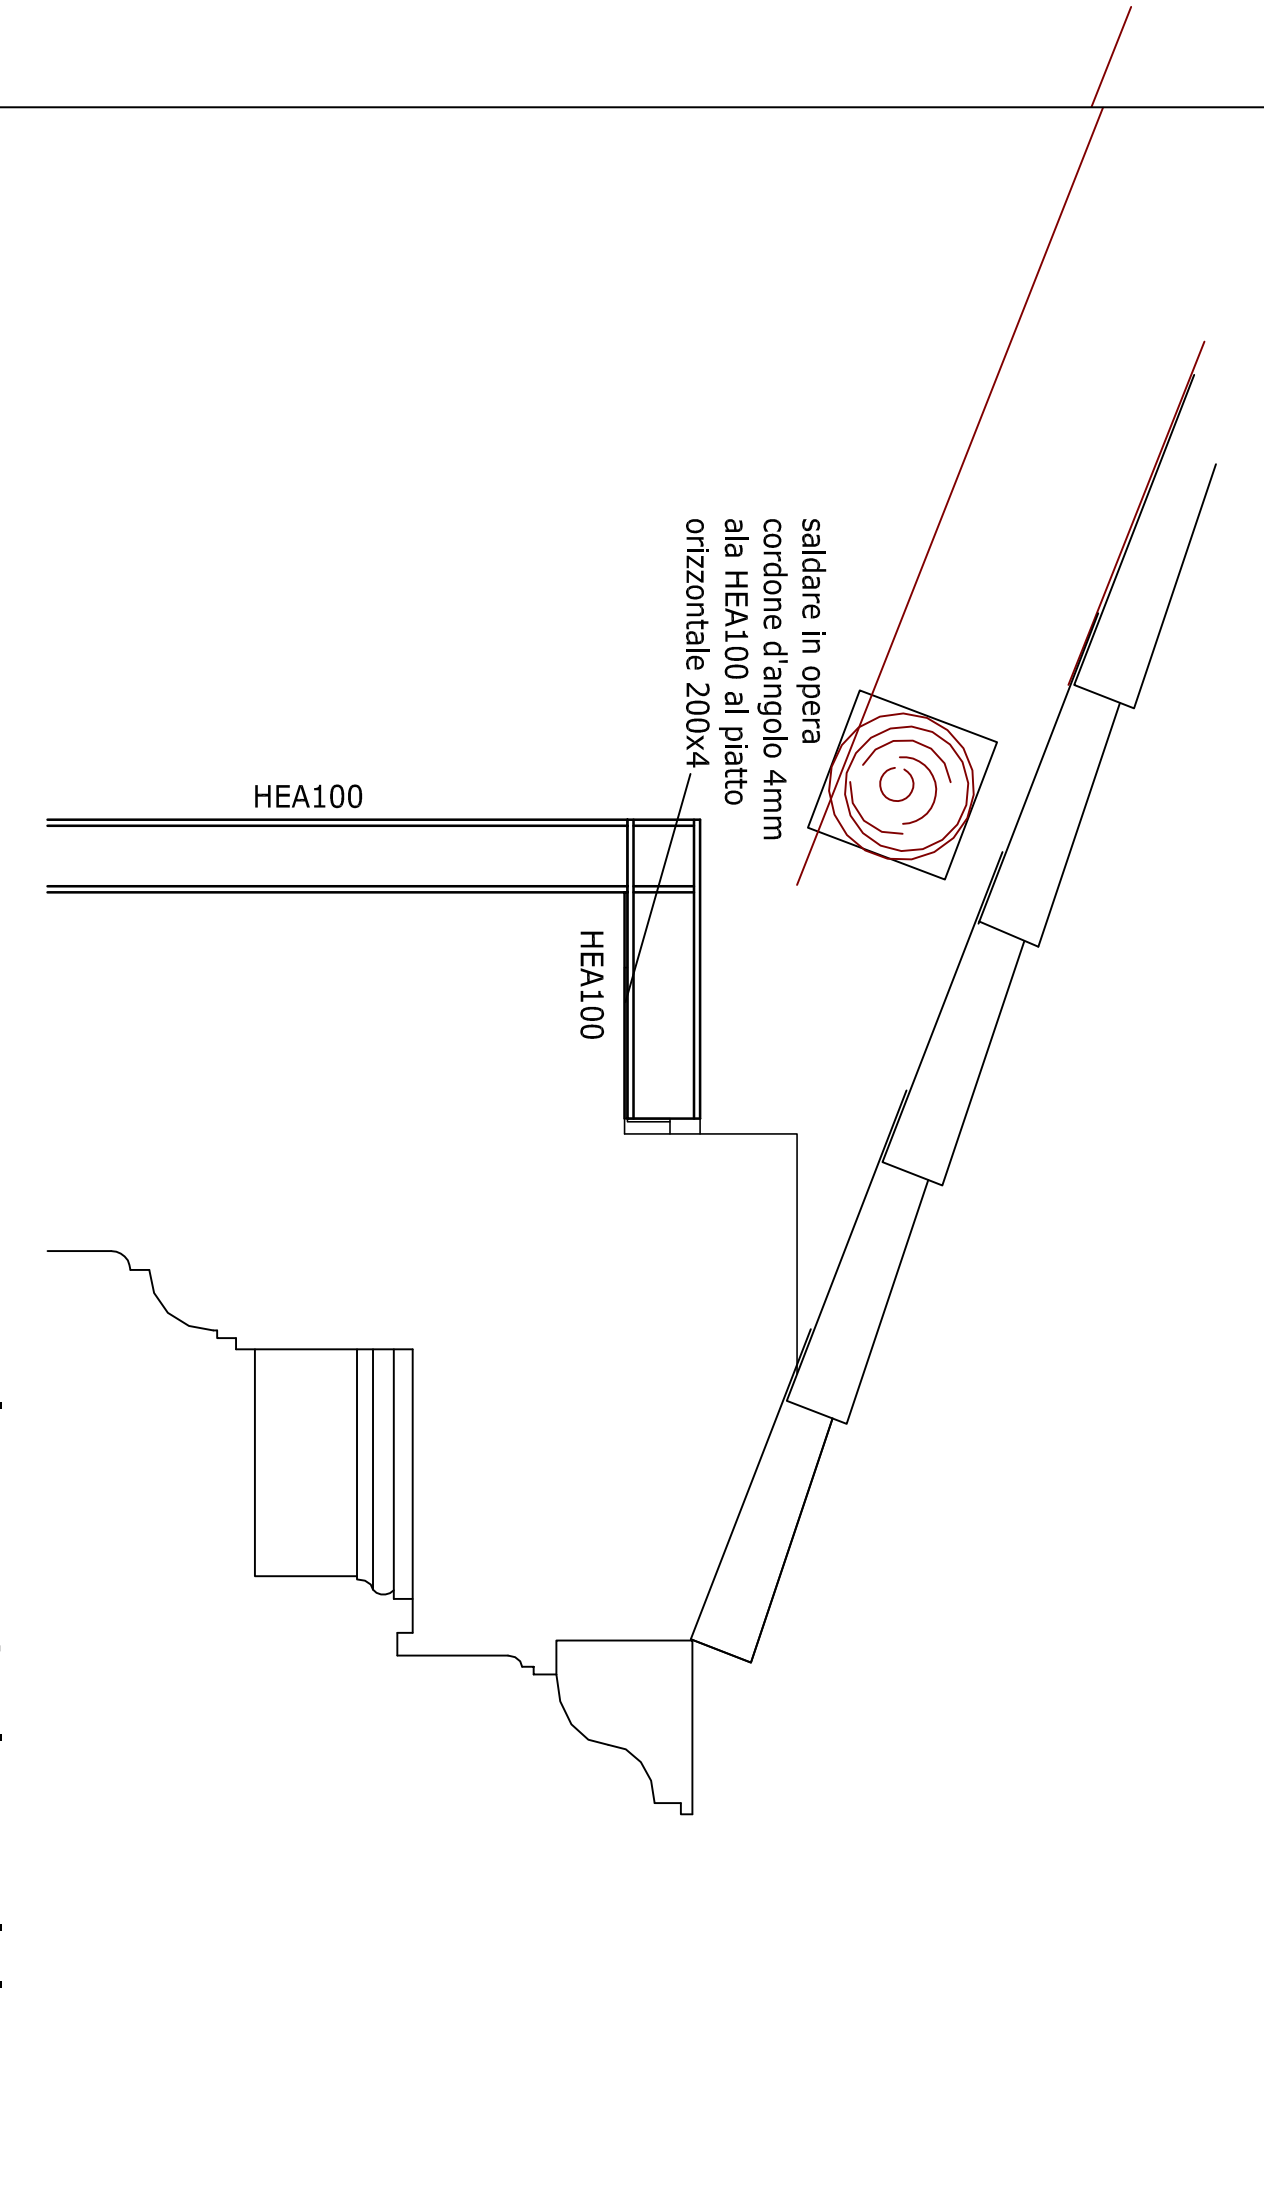 saldare in opera
cordone d'angolo 4mm
ala HEA100 al piatto
orizzontale 200x4
HEA100
HEA100